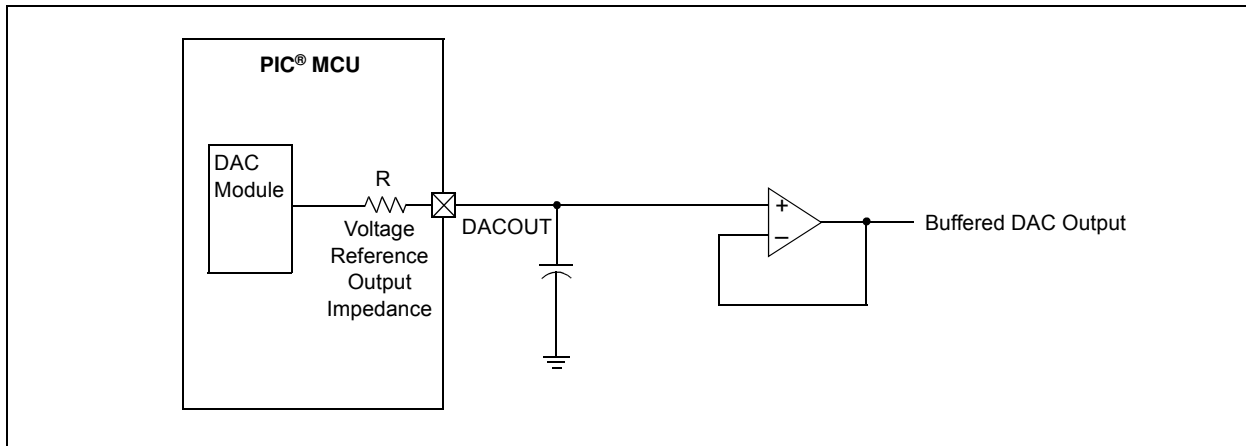 PIC® MCU
DAC
Module
R
Voltage
Reference
Output
Impedance
DACOUT
+
–
Buffered DAC Output